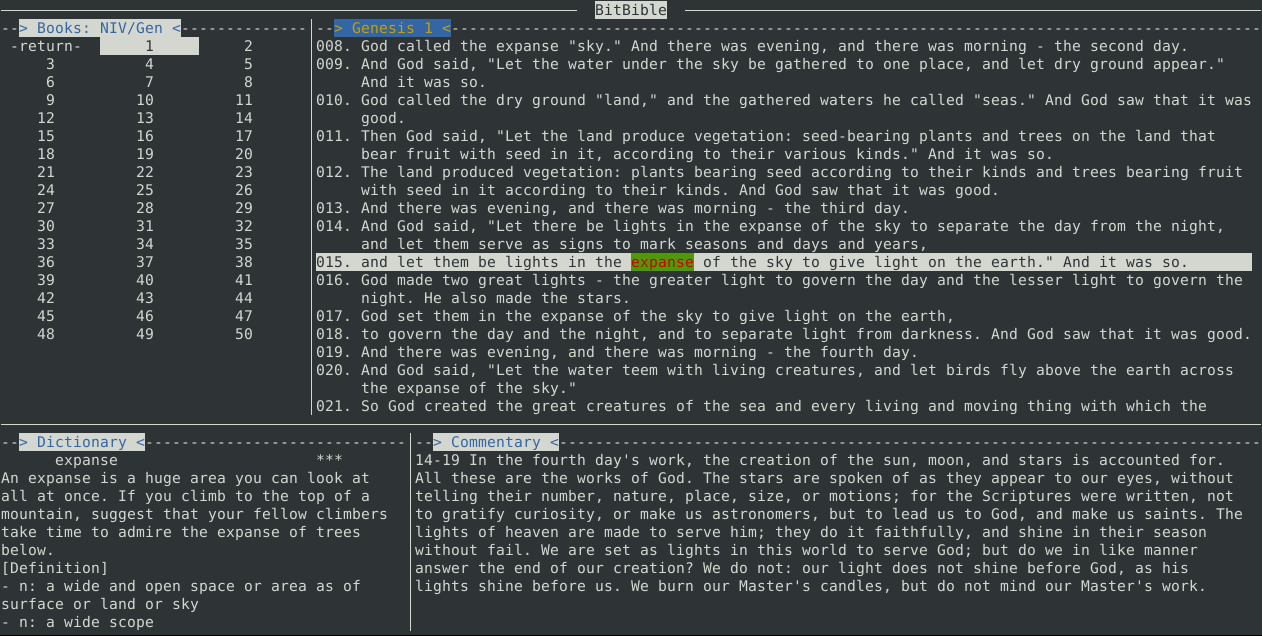 BitBible
--> Books: NIV/Gen <--------------
-return- 1 2
3 4 5
6 7 8
9 10 11
12 13 14
15 16 17
18 19 20
21 22 23
24 25 26
27 28 29
30 31 32
33 34 35
36 37 38
39 40 41
42 43 44
45 46 47
48 49 50
--> Genesis 1 <------------------------------------------------------------------------------------------
008. God called the expanse "sky." And there was evening, and there was morning - the second day.
009. And God said, "Let the water under the sky be gathered to one place, and let dry ground appear."
And it was so.
010. God called the dry ground "land," and the gathered waters he called "seas." And God saw that it was
good.
011. Then God said, "Let the land produce vegetation: seed-bearing plants and trees on the land that
bear fruit with seed in it, according to their various kinds." And it was so.
012. The land produced vegetation: plants bearing seed according to their kinds and trees bearing fruit
with seed in it according to their kinds. And God saw that it was good.
013. And there was evening, and there was morning - the third day.
014. And God said, "Let there be lights in the expanse of the sky to separate the day from the night,
and let them serve as signs to mark seasons and days and years,
015. and let them be lights in the expanse of the sky to give light on the earth." And it was so.
016. God made two great lights - the greater light to govern the day and the lesser light to govern the
night. He also made the stars.
017. God set them in the expanse of the sky to give light on the earth,
018. to govern the day and the night, and to separate light from darkness. And God saw that it was good.
019. And there was evening, and there was morning - the fourth day.
020. And God said, "Let the water teem with living creatures, and let birds fly above the earth across
the expanse of the sky."
021. So God created the great creatures of the sea and every living and moving thing with which the
--> Dictionary <-----------------------------
expanse ***
An expanse is a huge area you can look at
all at once. If you climb to the top of a
mountain, suggest that your fellow climbers
take time to admire the expanse of trees
below.
[Definition]
- n: a wide and open space or area as of
surface or land or sky
- n: a wide scope
--> Commentary <------------------------------------------------------------------------------
14-19 In the fourth day's work, the creation of the sun, moon, and stars is accounted for.
All these are the works of God. The stars are spoken of as they appear to our eyes, without
telling their number, nature, place, size, or motions; for the Scriptures were written, not
to gratify curiosity, or make us astronomers, but to lead us to God, and make us saints. The
lights of heaven are made to serve him; they do it faithfully, and shine in their season
without fail. We are set as lights in this world to serve God; but do we in like manner
answer the end of our creation? We do not: our light does not shine before God, as his
lights shine before us. We burn our Master's candles, but do not mind our Master's work.